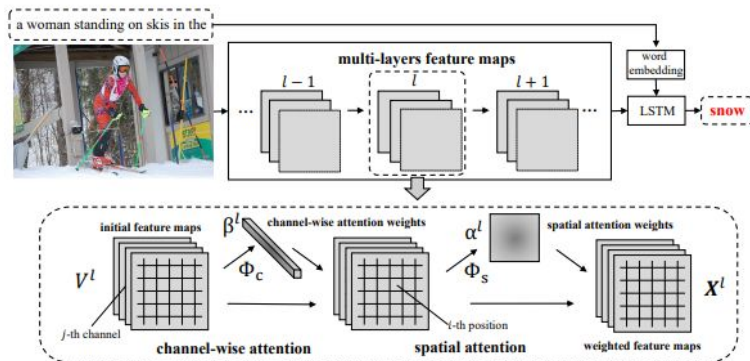 a woman standing on skis in the
multi-layers feature maps
word
embedding
l − 1
l
l + 1
... ...
LSTM
snow
initial feature maps
β^l
channel-wise attention weights
α^l
spatial attention weights
V^l
Φ_c
Φ_s
X^l
j-th channel
i-th position
channel-wise attention
spatial attention
weighted feature maps